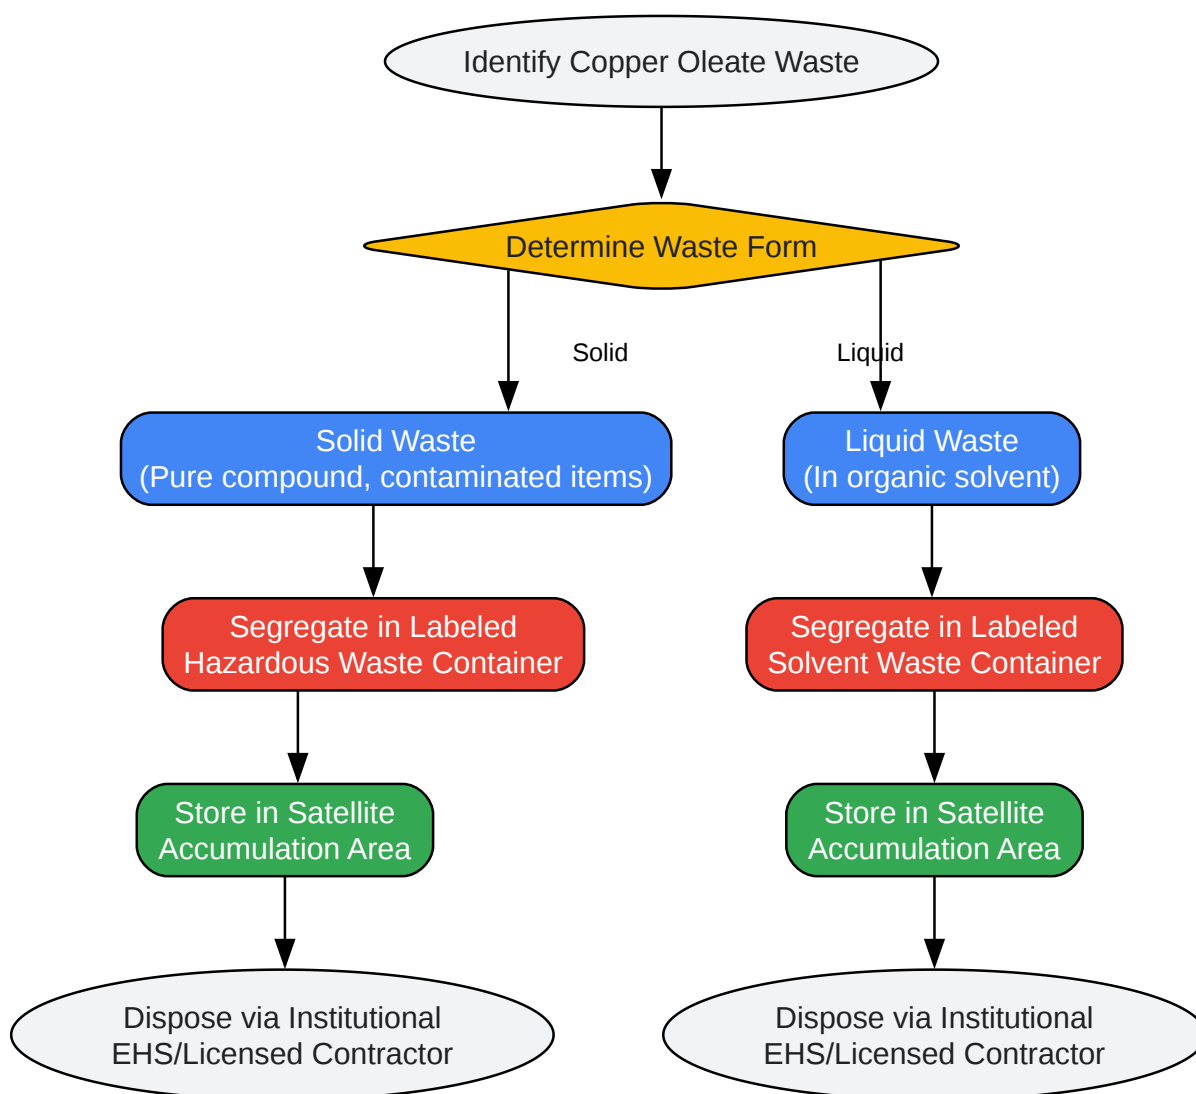 Identify Copper Oleate Waste
Determine Waste Form
Solid
Liquid
Solid Waste
(Pure compound, contaminated items)
Liquid Waste
(In organic solvent)
Segregate in Labeled
Hazardous Waste Container
Segregate in Labeled
Solvent Waste Container
Store in Satellite
Accumulation Area
Store in Satellite
Accumulation Area
Dispose via Institutional
EHS/Licensed Contractor
Dispose via Institutional
EHS/Licensed Contractor